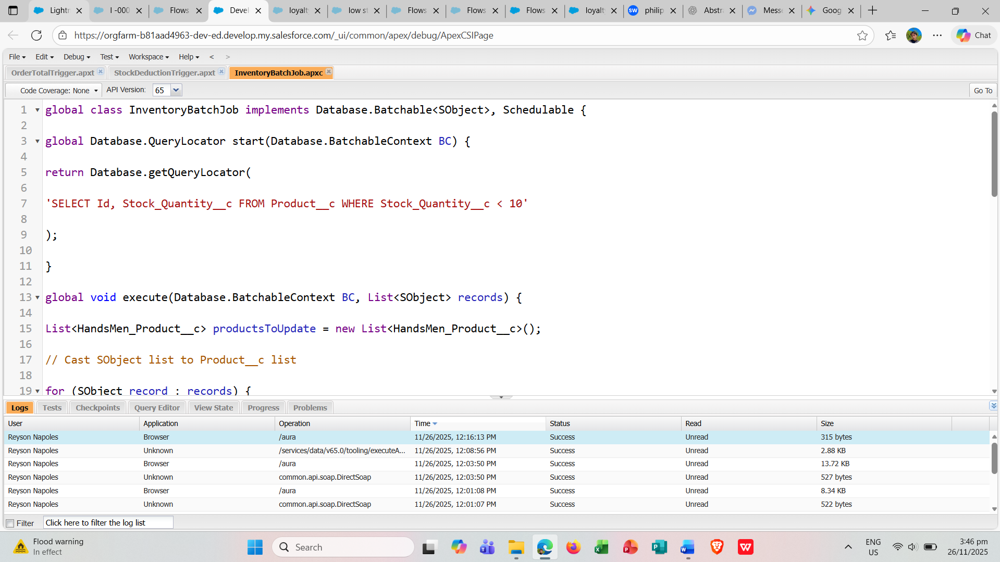 Lightn
I -000
Flows
Devel
loyalt
low st
Flows
Flows
Flows
loyalt
SW philip
Abstra
Messe
Goog
https://orgfarm-b81aad4963-dev-ed.develop.my.salesforce.com/_ui/common/apex/debug/ApexCSIPage
Chat
File Edit Debug Test Workspace Help < >
OrderTotalTrigger.apxt StockDeductionTrigger.apxt InventoryBatchJob.apxc
Code Coverage: None API Version: 65 Go To
1 global class InventoryBatchJob implements Database.Batchable<SObject>, Schedulable {
2
3 global Database.QueryLocator start(Database.BatchableContext BC) {
4
5 return Database.getQueryLocator(
6
7 'SELECT Id, Stock_Quantity__c FROM Product__c WHERE Stock_Quantity__c < 10'
8
9 );
10
11 }
12
13 global void execute(Database.BatchableContext BC, List<SObject> records) {
14
15 List<HandsMen_Product__c> productsToUpdate = new List<HandsMen_Product__c>();
16
17 // Cast SObject list to Product__c list
18
19 for (SObject record : records) {
Logs Tests Checkpoints Query Editor View State Progress Problems
User Application Operation Time Status Read Size
Reyson Napoles Browser /aura 11/26/2025, 12:16:13 PM Success Unread 315 bytes
Reyson Napoles Unknown /services/data/v65.0/tooling/executeA... 11/26/2025, 12:08:56 PM Success Unread 2.88 KB
Reyson Napoles Browser /aura 11/26/2025, 12:03:50 PM Success Unread 13.72 KB
Reyson Napoles Unknown common.api.soap.DirectSoap 11/26/2025, 12:03:50 PM Success Unread 527 bytes
Reyson Napoles Browser /aura 11/26/2025, 12:01:08 PM Success Unread 8.34 KB
Reyson Napoles Unknown common.api.soap.DirectSoap 11/26/2025, 12:01:07 PM Success Unread 522 bytes
Filter Click here to filter the log list
Flood warning
In effect
Search
ENG
US
3:46 pm
26/11/2025